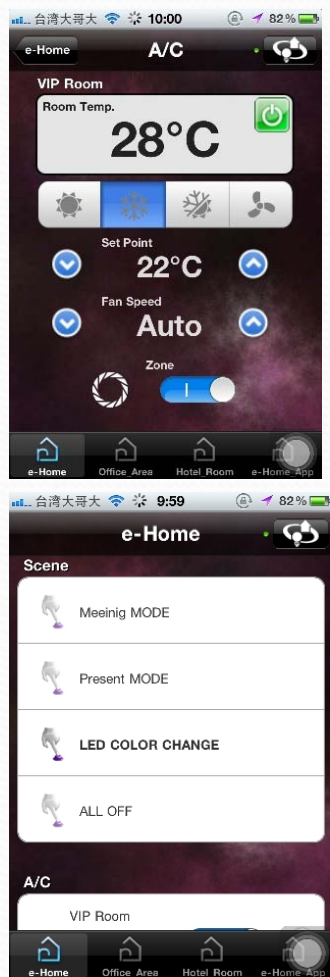 台湾大哥大 10:00 82%
e-Home A/C
VIP Room
Room Temp.
28°C
Set Point
22°C
Fan Speed
Auto
Zone
e-Home Office_Area Hotel_Room e-Home_App
台湾大哥大 9:59 82%
e-Home
Scene
Meeinig MODE
Present MODE
LED COLOR CHANGE
ALL OFF
A/C
VIP Room
e-Home Office_Area Hotel_Room e-Home_App